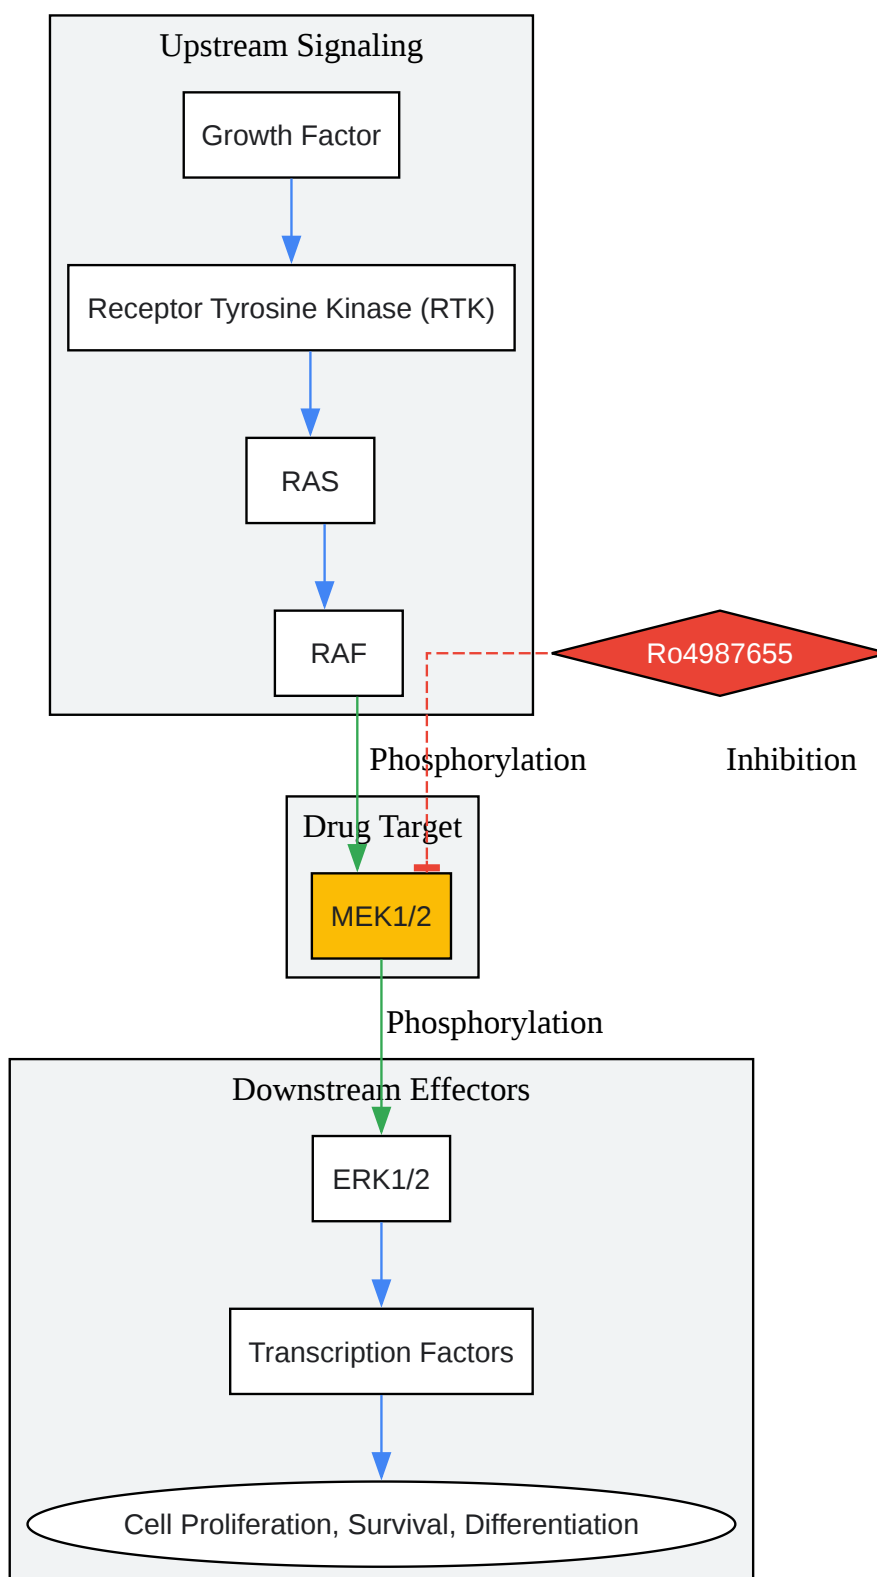 Upstream Signaling
Growth Factor
Receptor Tyrosine Kinase (RTK)
RAS
RAF
Ro4987655
Phosphorylation
Inhibition
Drug Target
MEK1/2
Phosphorylation
Downstream Effectors
ERK1/2
Transcription Factors
Cell Proliferation, Survival, Differentiation